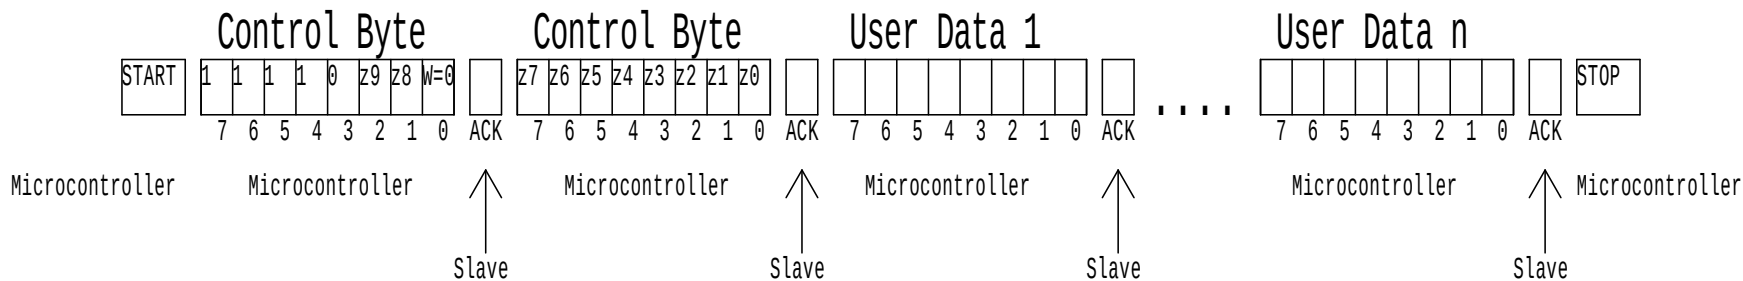 Control Byte Control Byte User Data 1 User Data n
START 1 1 1 1 0 z9 z8 W=0 z7 z6 z5 z4 z3 z2 z1 z0 .... STOP
7 6 5 4 3 2 1 0 ACK 7 6 5 4 3 2 1 0 ACK 7 6 5 4 3 2 1 0 ACK 7 6 5 4 3 2 1 0 ACK
Microcontroller Microcontroller Microcontroller Microcontroller Microcontroller Microcontroller
Slave Slave Slave Slave